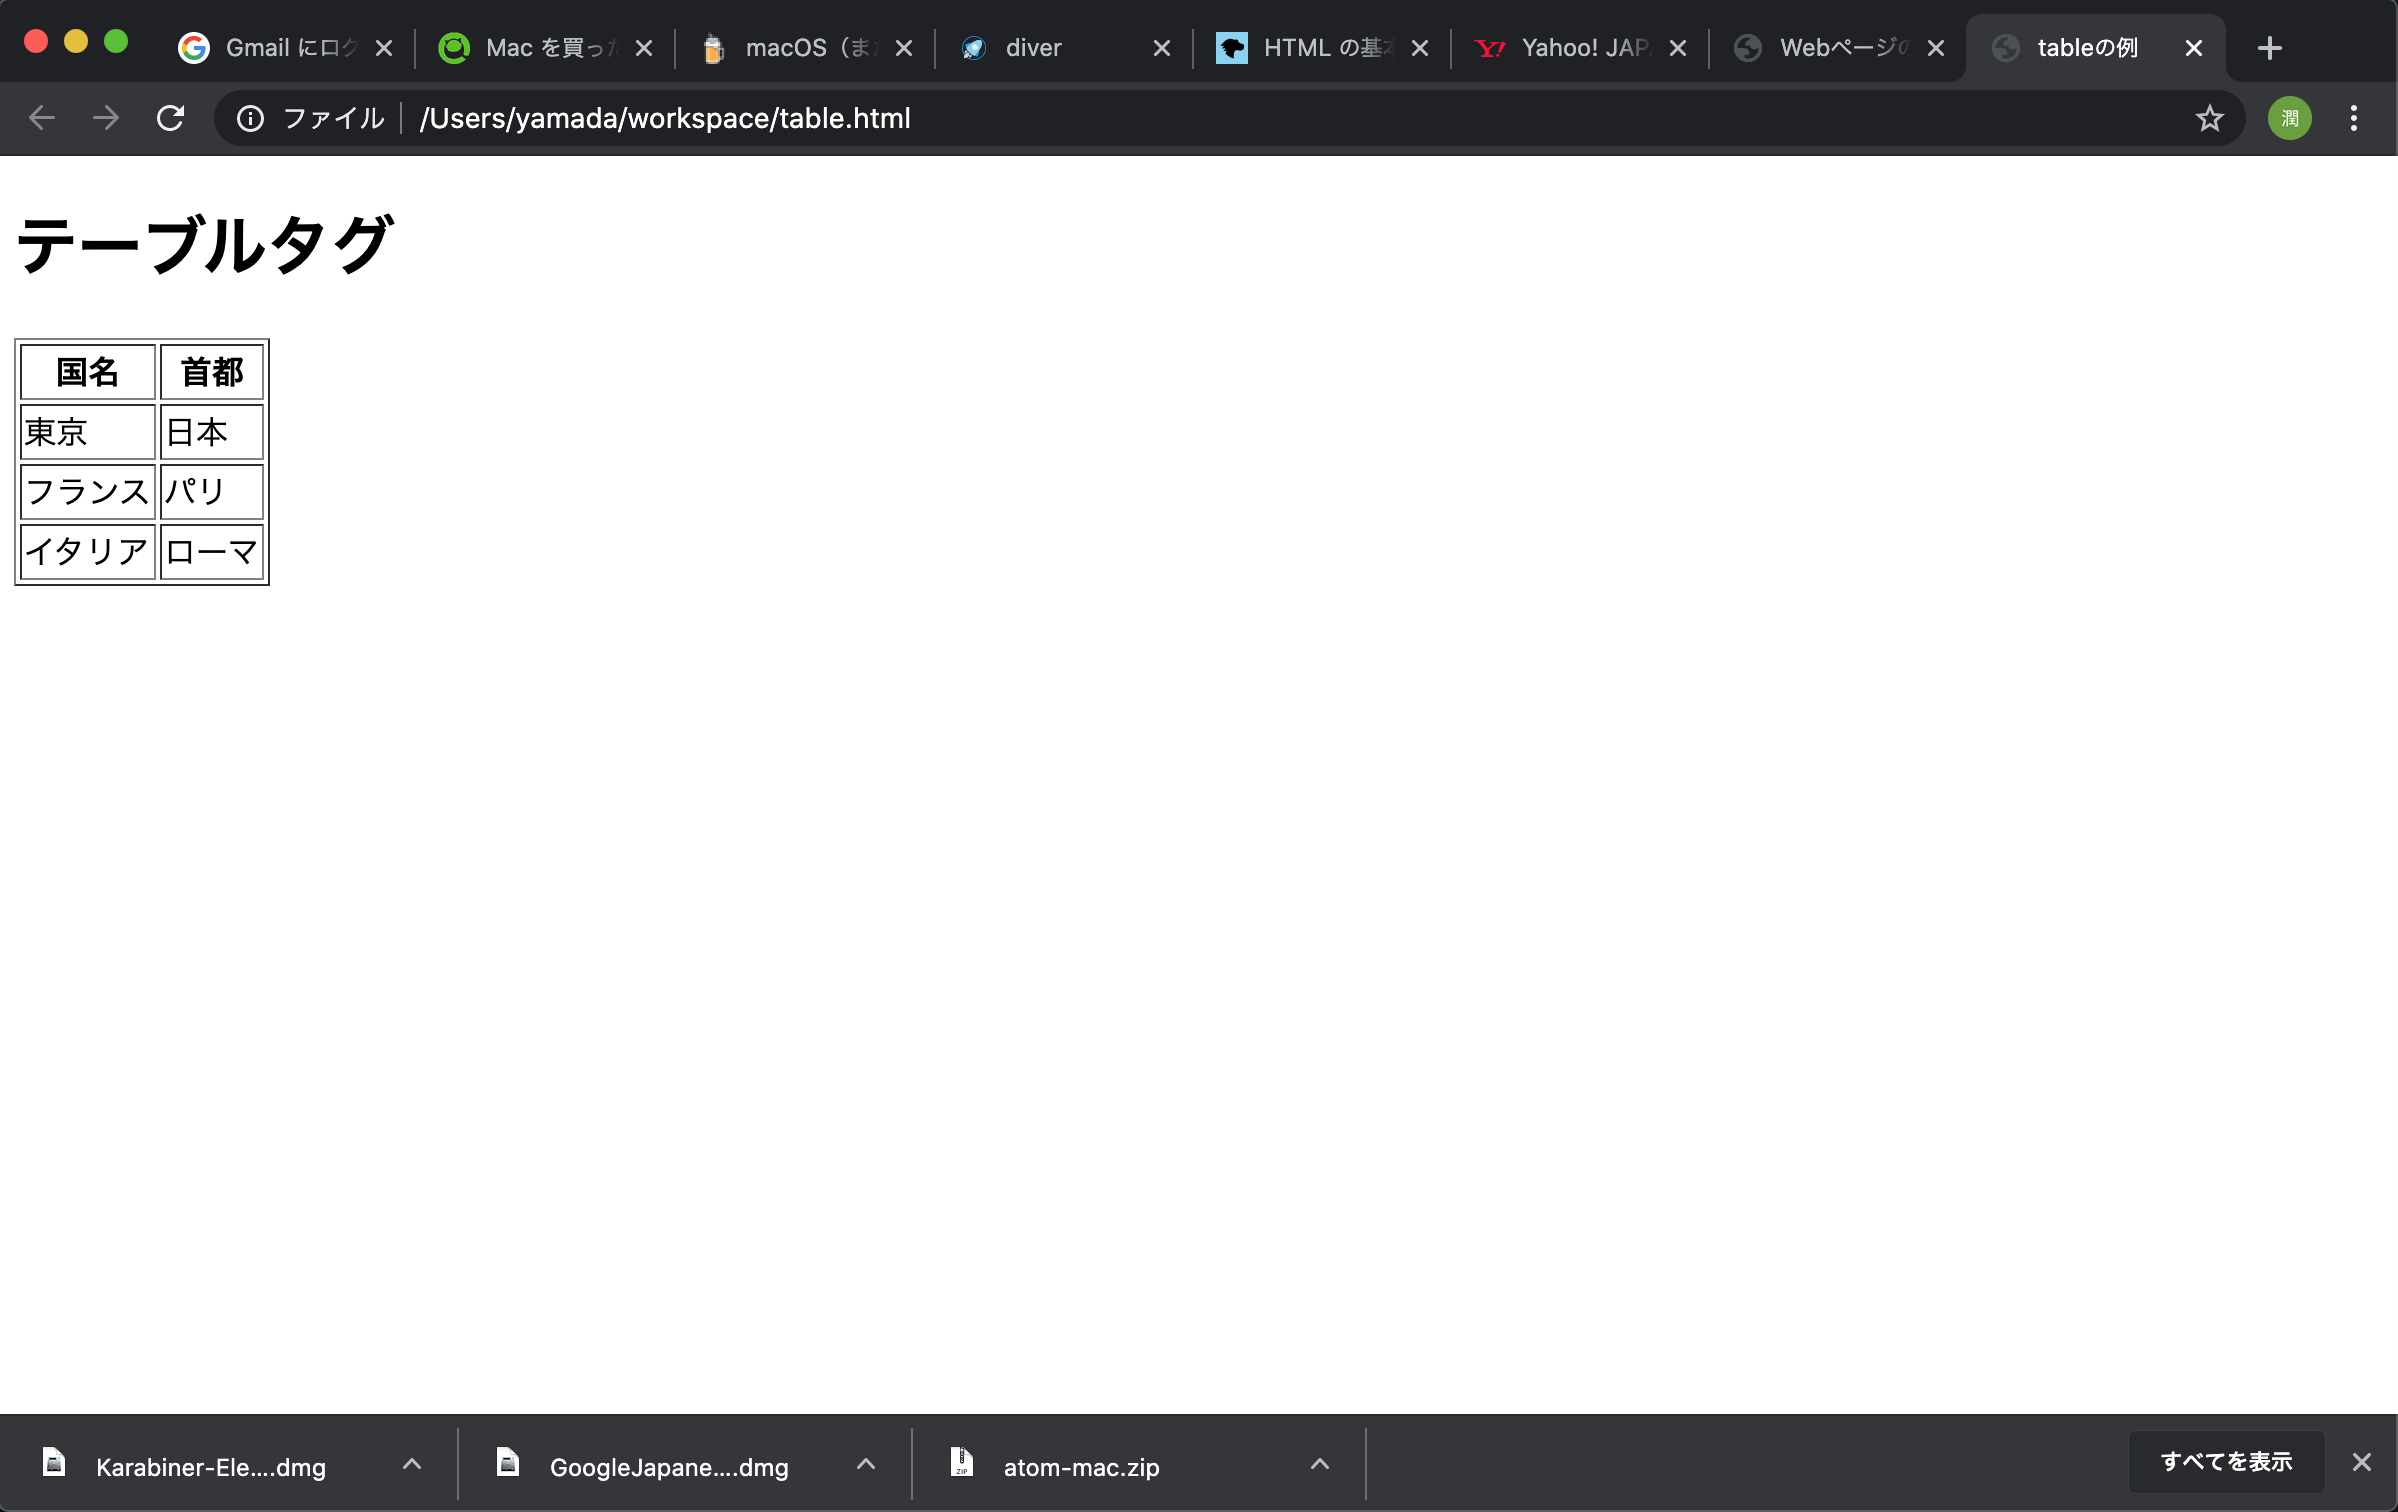 Gmail にログ
Mac を買った
macOS（また
diver
HTML の基本
Yahoo! JAPA
Webページの
tableの例
ファイル
/Users/yamada/workspace/table.html
潤
テーブルタグ
国名 首都
東京 日本
フランス パリ
イタリア ローマ
Karabiner-Ele....dmg
GoogleJapane....dmg
ZIP
atom-mac.zip
すべてを表示